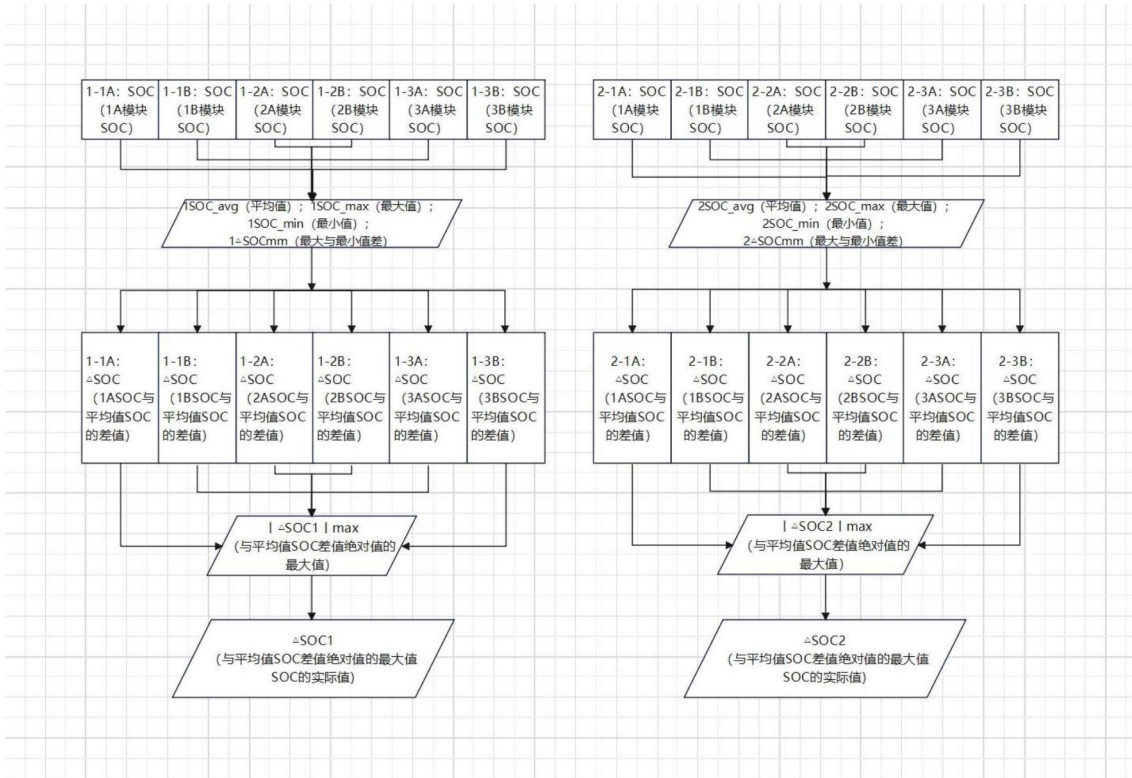 1-1A：SOC
（1A模块
SOC）
1-1B：SOC
（1B模块
SOC）
1-2A：SOC
（2A模块
SOC）
1-2B：SOC
（2B模块
SOC）
1-3A：SOC
（3A模块
SOC）
1-3B：SOC
（3B模块
SOC）
1SOC_avg（平均值）；1SOC_max（最大值）；
1SOC_min（最小值）；
1△SOCmm（最大与最小值差）
1-1A：
△SOC
（1ASOC与
平均值SOC
的差值）
1-1B：
△SOC
（1BSOC与
平均值SOC
的差值）
1-2A：
△SOC
（2ASOC与
平均值SOC
的差值）
1-2B：
△SOC
（2BSOC与
平均值SOC
的差值）
1-3A：
△SOC
（3ASOC与
平均值SOC
的差值）
1-3B：
△SOC
（3BSOC与
平均值SOC
的差值）
|△SOC1|max
（与平均值SOC差值绝对值的
最大值）
△SOC1
（与平均值SOC差值绝对值的最大值
SOC的实际值）
2-1A：SOC
（1A模块
SOC）
2-1B：SOC
（1B模块
SOC）
2-2A：SOC
（2A模块
SOC）
2-2B：SOC
（2B模块
SOC）
2-3A：SOC
（3A模块
SOC）
2-3B：SOC
（3B模块
SOC）
2SOC_avg（平均值）；2SOC_max（最大值）；
2SOC_min（最小值）；
2△SOCmm（最大与最小值差）
2-1A：
△SOC
（1ASOC与
平均值SOC
的差值）
2-1B：
△SOC
（1BSOC与
平均值SOC
的差值）
2-2A：
△SOC
（2ASOC与
平均值SOC
的差值）
2-2B：
△SOC
（2BSOC与
平均值SOC
的差值）
2-3A：
△SOC
（3ASOC与
平均值SOC
的差值）
2-3B：
△SOC
（3BSOC与
平均值SOC
的差值）
|△SOC2|max
（与平均值SOC差值绝对值的
最大值）
△SOC2
（与平均值SOC差值绝对值的最大值
SOC的实际值）